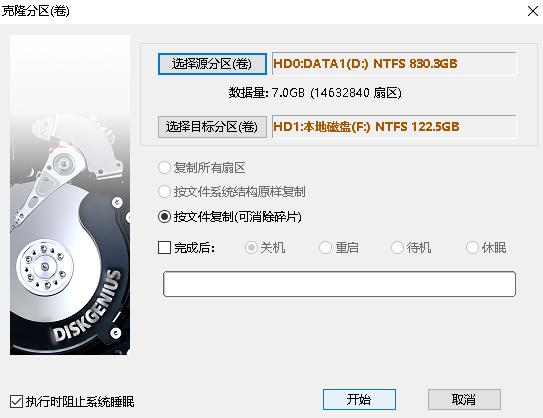 克隆分区(卷)
选择源分区(卷) HD0:DATA1(D:) NTFS 830.3GB
数据量: 7.0GB (14632840 扇区)
选择目标分区(卷) HD1:本地磁盘(F:) NTFS 122.5GB
复制所有扇区
按文件系统结构原样复制
按文件复制(可消除碎片)
完成后: 关机 重启 待机 休眠
DISKGENIUS
执行时阻止系统睡眠 开始 取消